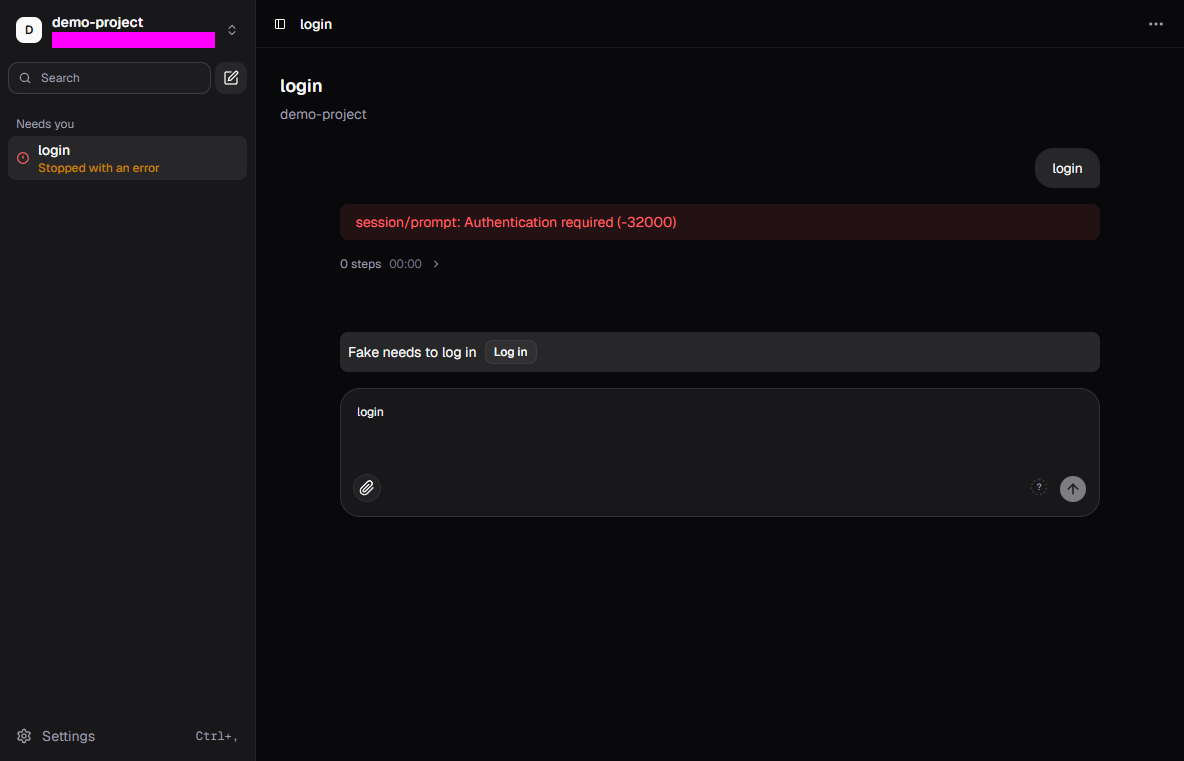 D
demo-project
Search
Needs you
login
Stopped with an error
Settings
Ctrl+,
login
login
demo-project
login
session/prompt: Authentication required (-32000)
0 steps 00:00
Fake needs to log in Log in
login
?